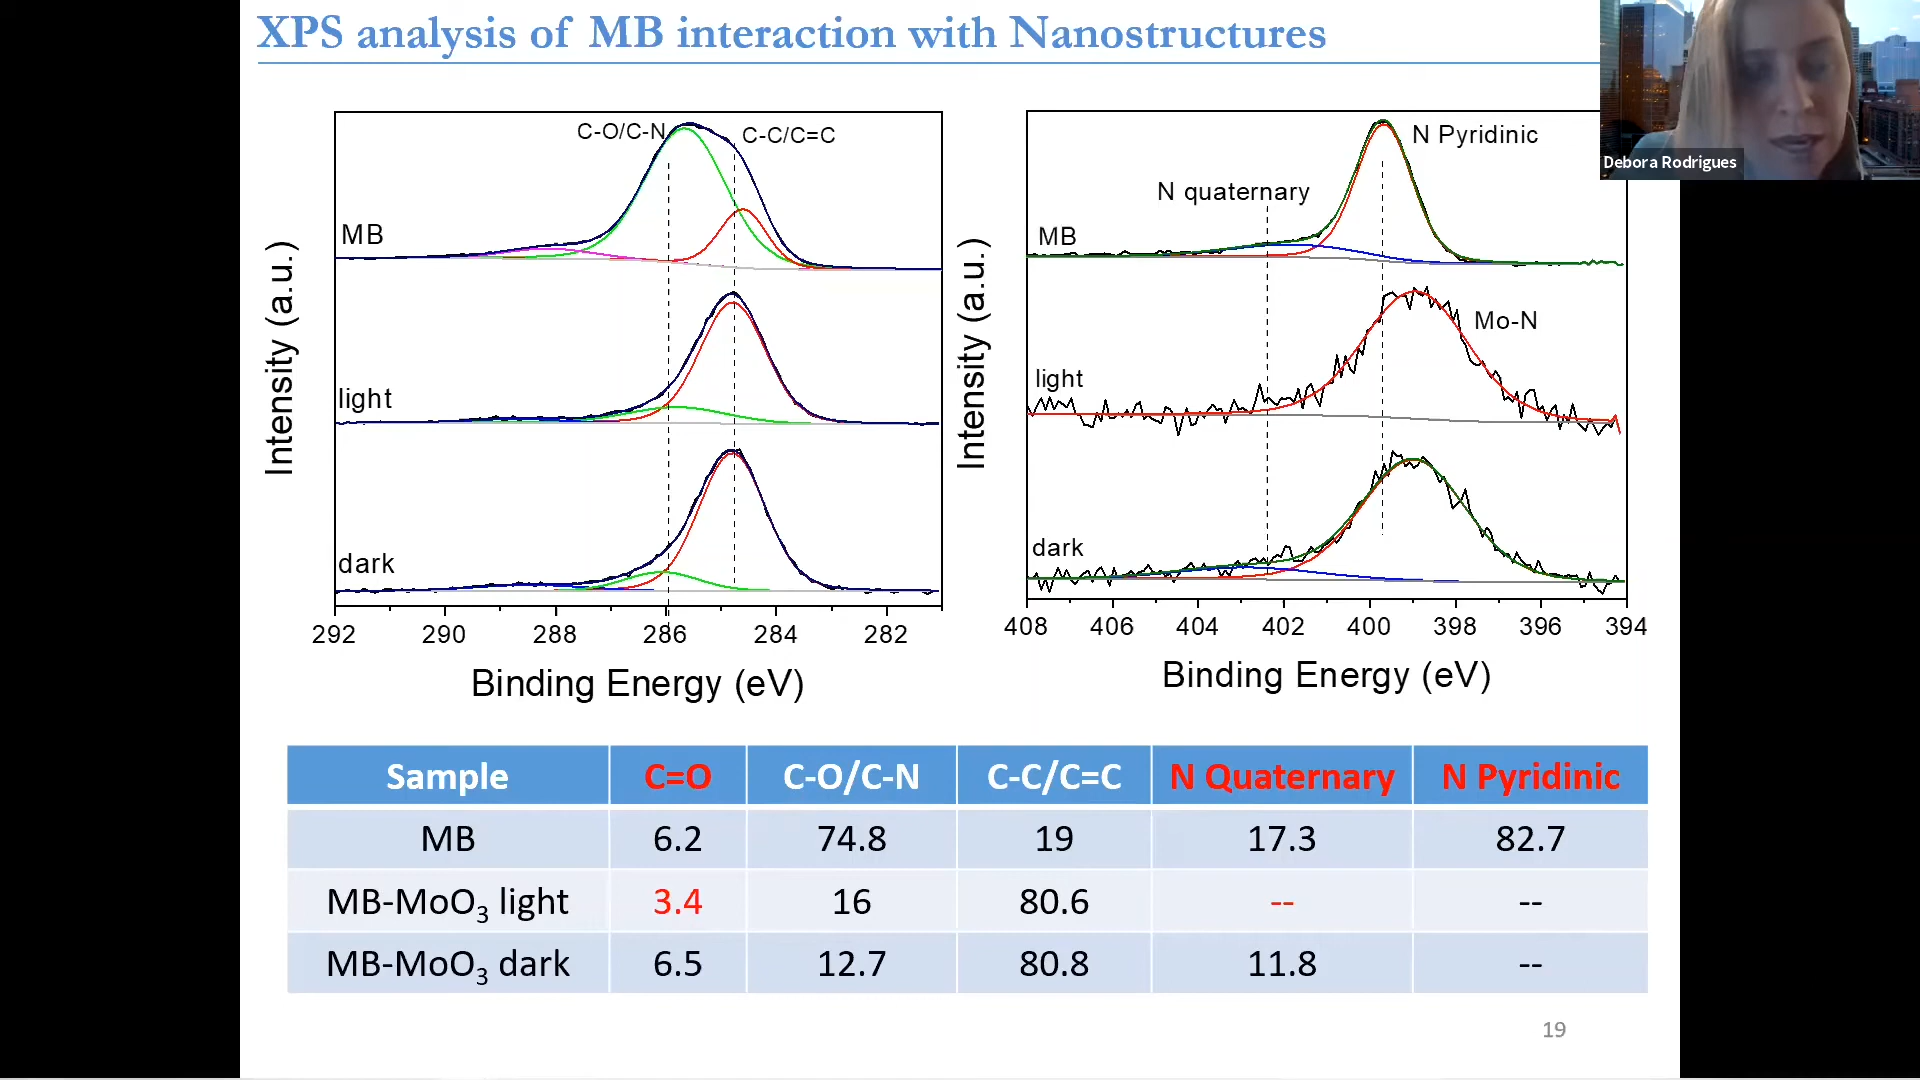 XPS analysis of MB interaction with Nanostructures
Debora Rodrigues
C-O/C-N
C-C/C=C
MB
light
dark
Intensity (a.u.)
292 290 288 286 284 282
Binding Energy (eV)
N Pyridinic
N quaternary
MB
Mo-N
light
dark
Intensity (a.u.)
408 406 404 402 400 398 396 394
Binding Energy (eV)
Sample C=O C-O/C-N C-C/C=C N Quaternary N Pyridinic
MB 6.2 74.8 19 17.3 82.7
MB-MoO₃ light 3.4 16 80.6 -- --
MB-MoO₃ dark 6.5 12.7 80.8 11.8 --
19